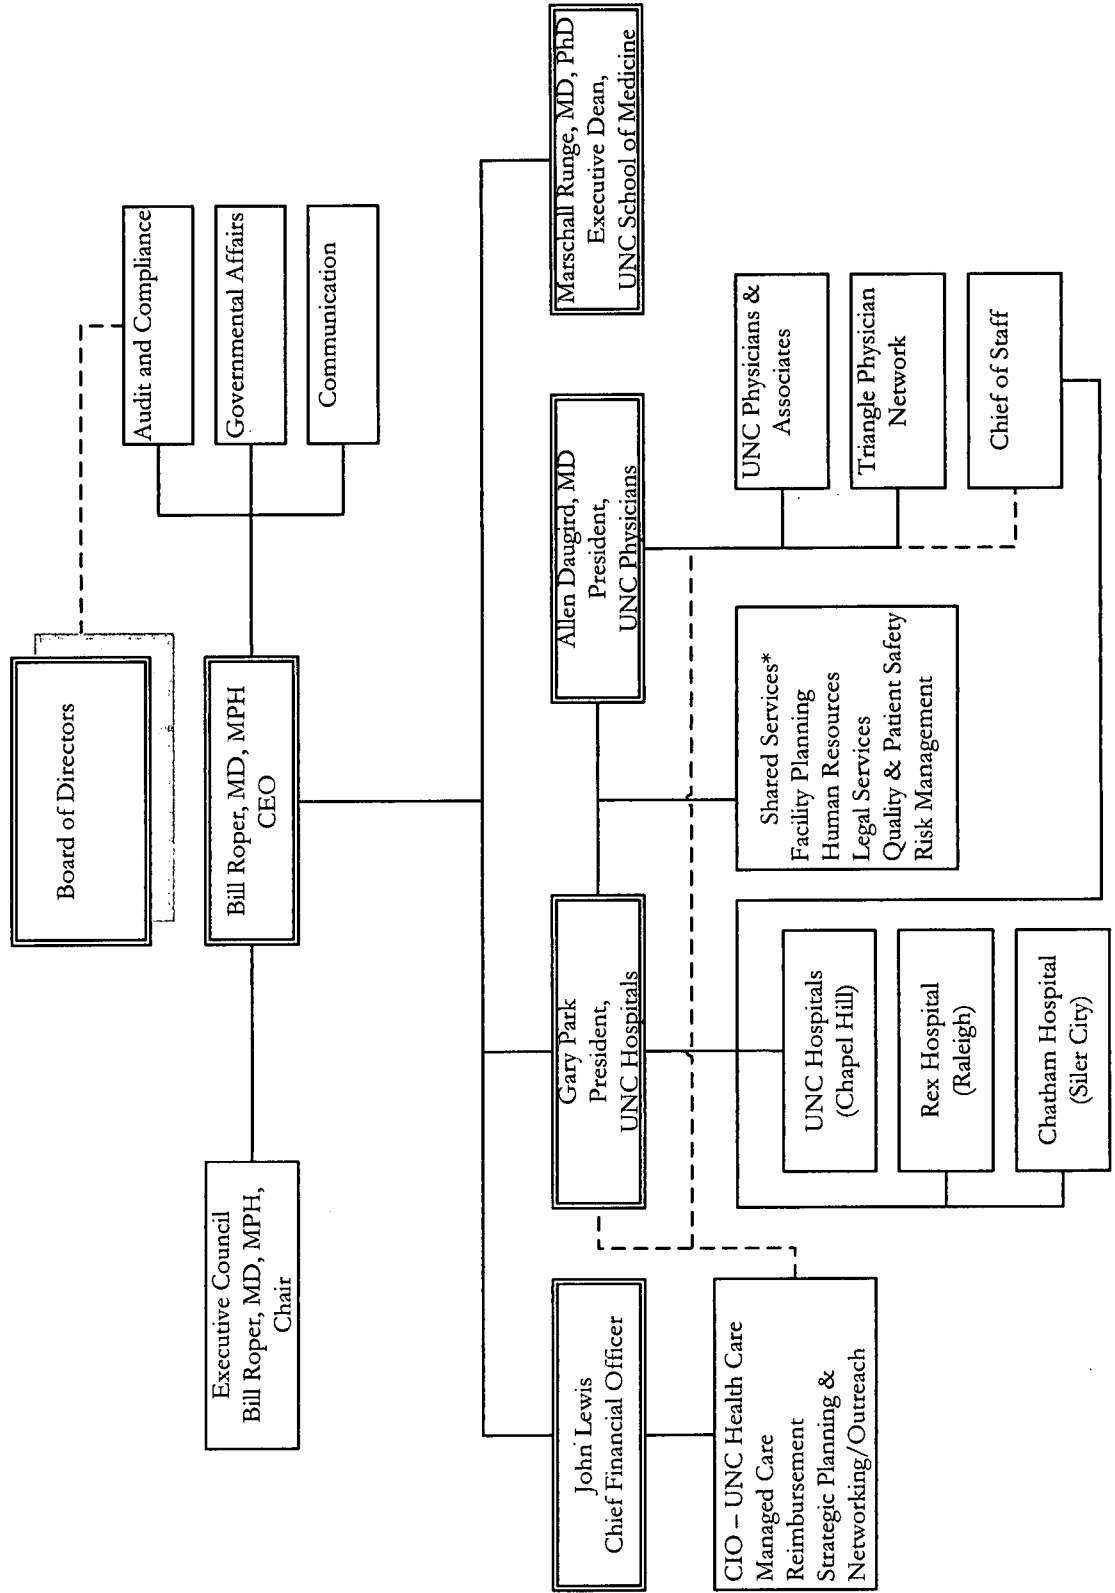 Board of Directors
Bill Roper, MD, MPH
CEO
Executive Council
Bill Roper, MD, MPH,
Chair
Audit and Compliance
Governmental Affairs
Communication
John Lewis
Chief Financial Officer
Gary Park
President,
UNC Hospitals
Allen Daugird, MD
President,
UNC Physicians
Marschall Runge, MD, PhD
Executive Dean,
UNC School of Medicine
CIO – UNC Health Care
Managed Care
Reimbursement
Strategic Planning &
Networking/Outreach
UNC Hospitals
(Chapel Hill)
Rex Hospital
(Raleigh)
Chatham Hospital
(Siler City)
Shared Services*
Facility Planning
Human Resources
Legal Services
Quality & Patient Safety
Risk Management
UNC Physicians &
Associates
Triangle Physician
Network
Chief of Staff